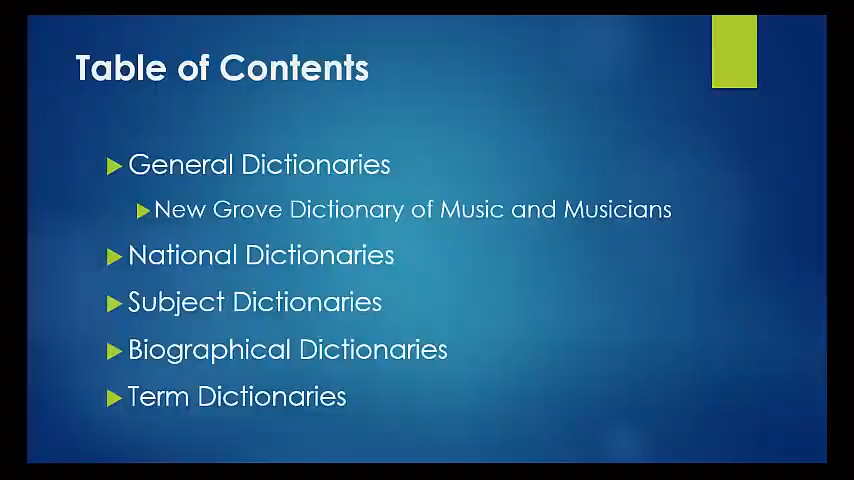 Table of Contents
General Dictionaries
New Grove Dictionary of Music and Musicians
National Dictionaries
Subject Dictionaries
Biographical Dictionaries
Term Dictionaries